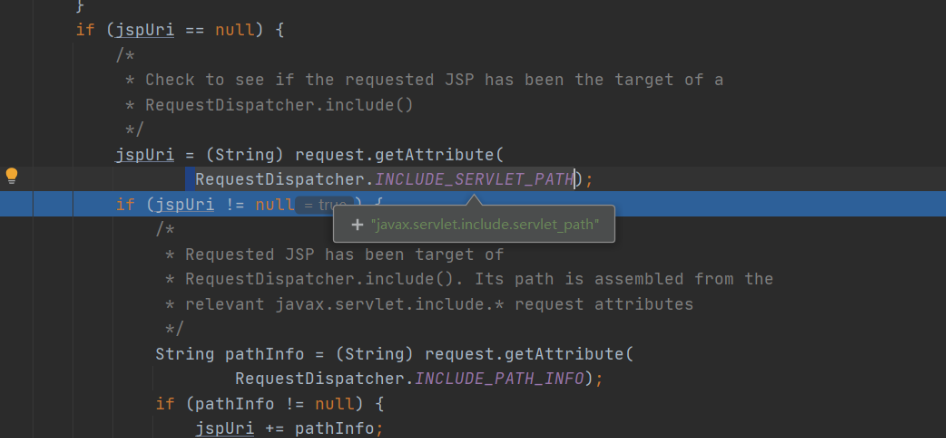 }
if (jspUri == null) {
/*
* Check to see if the requested JSP has been the target of a
* RequestDispatcher.include()
*/
jspUri = (String) request.getAttribute(
RequestDispatcher.INCLUDE_SERVLET_PATH);
if (jspUri != null = true ) {
+ "javax.servlet.include.servlet_path"
/*
* Requested JSP has been target of
* RequestDispatcher.include(). Its path is assembled from the
* relevant javax.servlet.include.* request attributes
*/
String pathInfo = (String) request.getAttribute(
RequestDispatcher.INCLUDE_PATH_INFO);
if (pathInfo != null) {
jspUri += pathInfo;